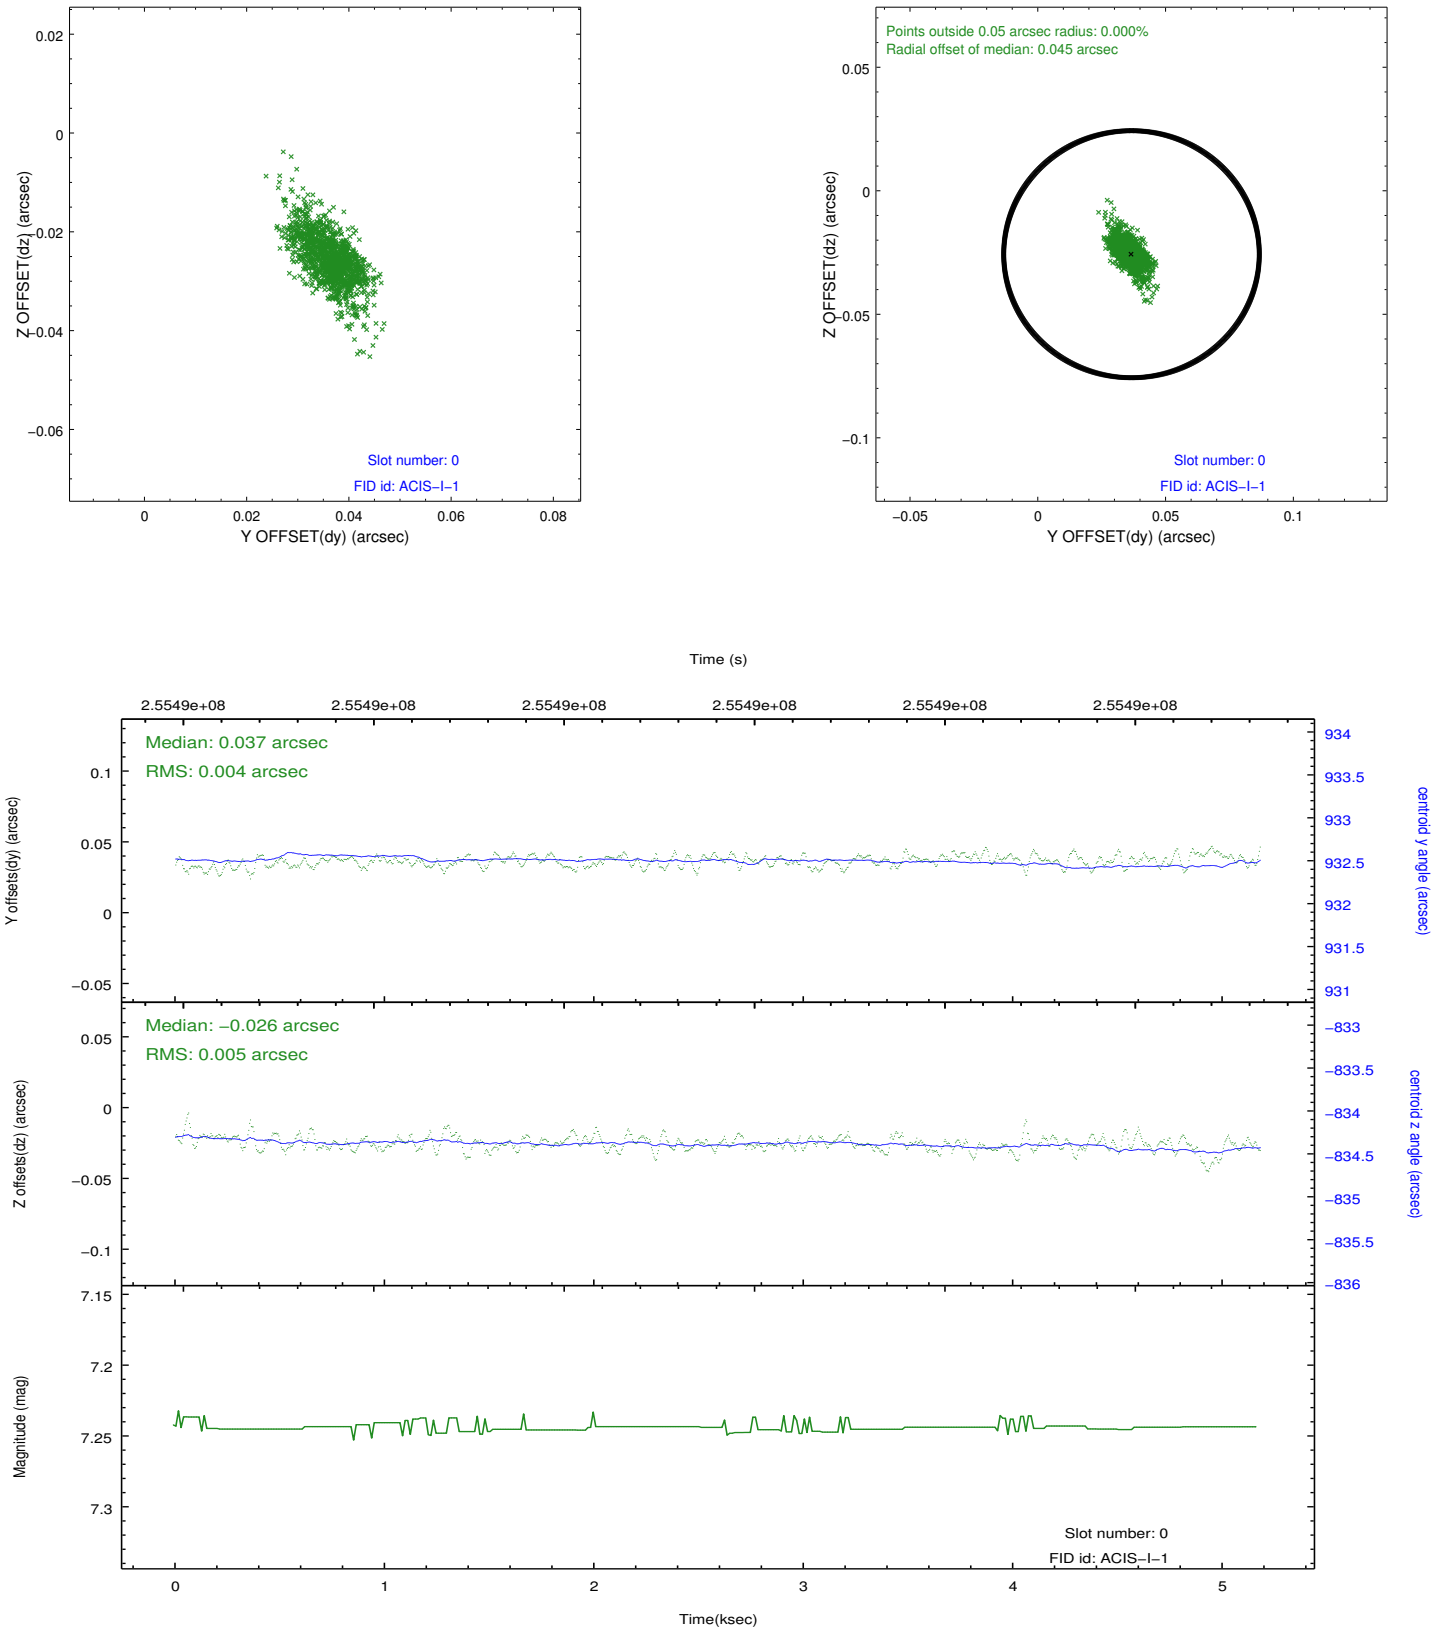 0.02
0
−0.02
−0.04
−0.06
Z OFFSET(dz) (arcsec)
Slot number: 0
FID id: ACIS−I−1
0
0.02
0.04
0.06
0.08
Y OFFSET(dy) (arcsec)
Points outside 0.05 arcsec radius: 0.000%
Radial offset of median: 0.045 arcsec
0.05
0
−0.05
−0.1
Z OFFSET(dz) (arcsec)
Slot number: 0
FID id: ACIS−I−1
−0.05
0
0.05
0.1
Y OFFSET(dy) (arcsec)
Time (s)
2.5549e+08
2.5549e+08
2.5549e+08
2.5549e+08
2.5549e+08
2.5549e+08
Median: 0.037 arcsec
RMS: 0.004 arcsec
0.1
0.05
0
−0.05
Y offsets(dy) (arcsec)
934
933.5
933
932.5
932
931.5
931
centroid y angle (arcsec)
Median: −0.026 arcsec
RMS: 0.005 arcsec
0.05
0
−0.05
−0.1
Z offsets(dz) (arcsec)
−833
−833.5
−834
−834.5
−835
−835.5
−836
centroid z angle (arcsec)
7.15
7.2
7.25
7.3
Magnitude (mag)
Slot number: 0
FID id: ACIS−I−1
0
1
2
3
4
5
Time(ksec)